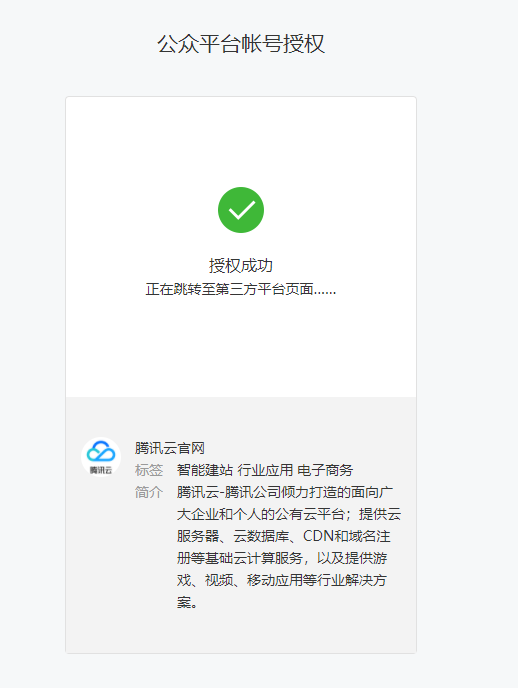 公众平台帐号授权
授权成功
正在跳转至第三方平台页面......
腾讯云
腾讯云官网
标签 智能建站 行业应用 电子商务
简介 腾讯云-腾讯公司倾力打造的面向广
大企业和个人的公有云平台；提供云
服务器、云数据库、CDN和域名注
册等基础云计算服务，以及提供游
戏、视频、移动应用等行业解决方
案。